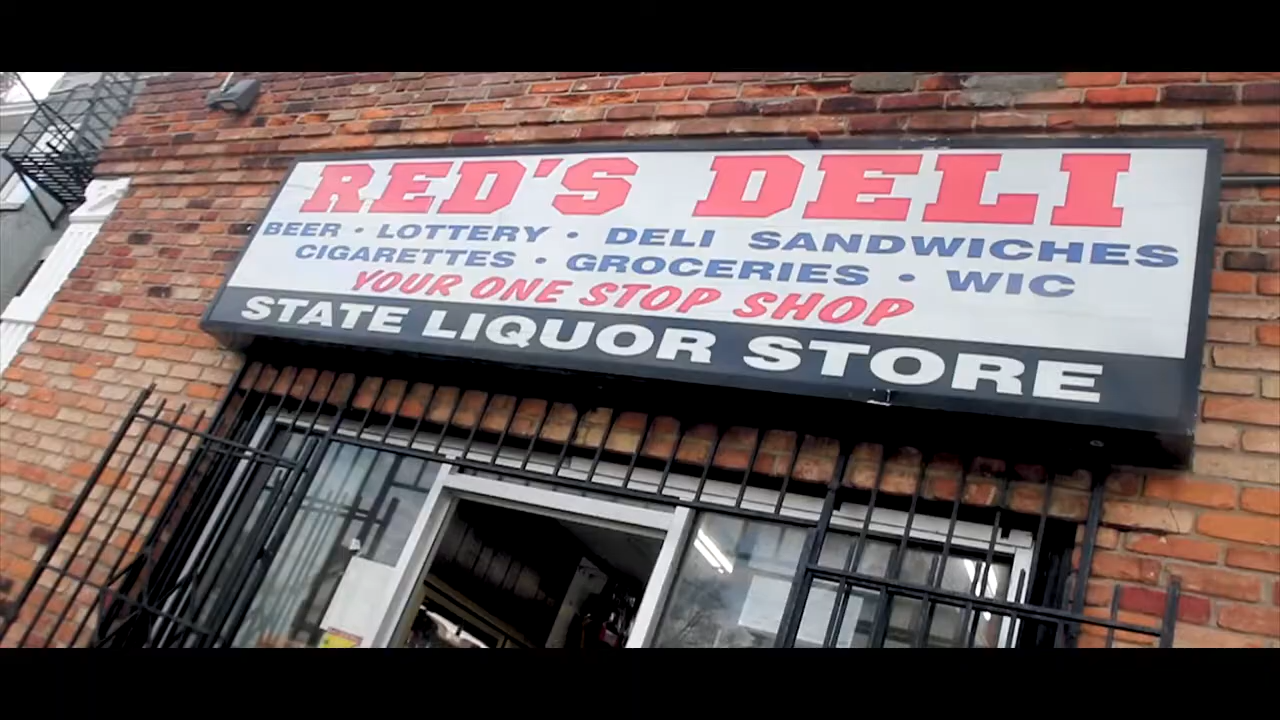 RED'S DELI
BEER • LOTTERY • DELI SANDWICHES
CIGARETTES • GROCERIES • WIC
YOUR ONE STOP SHOP
STATE LIQUOR STORE